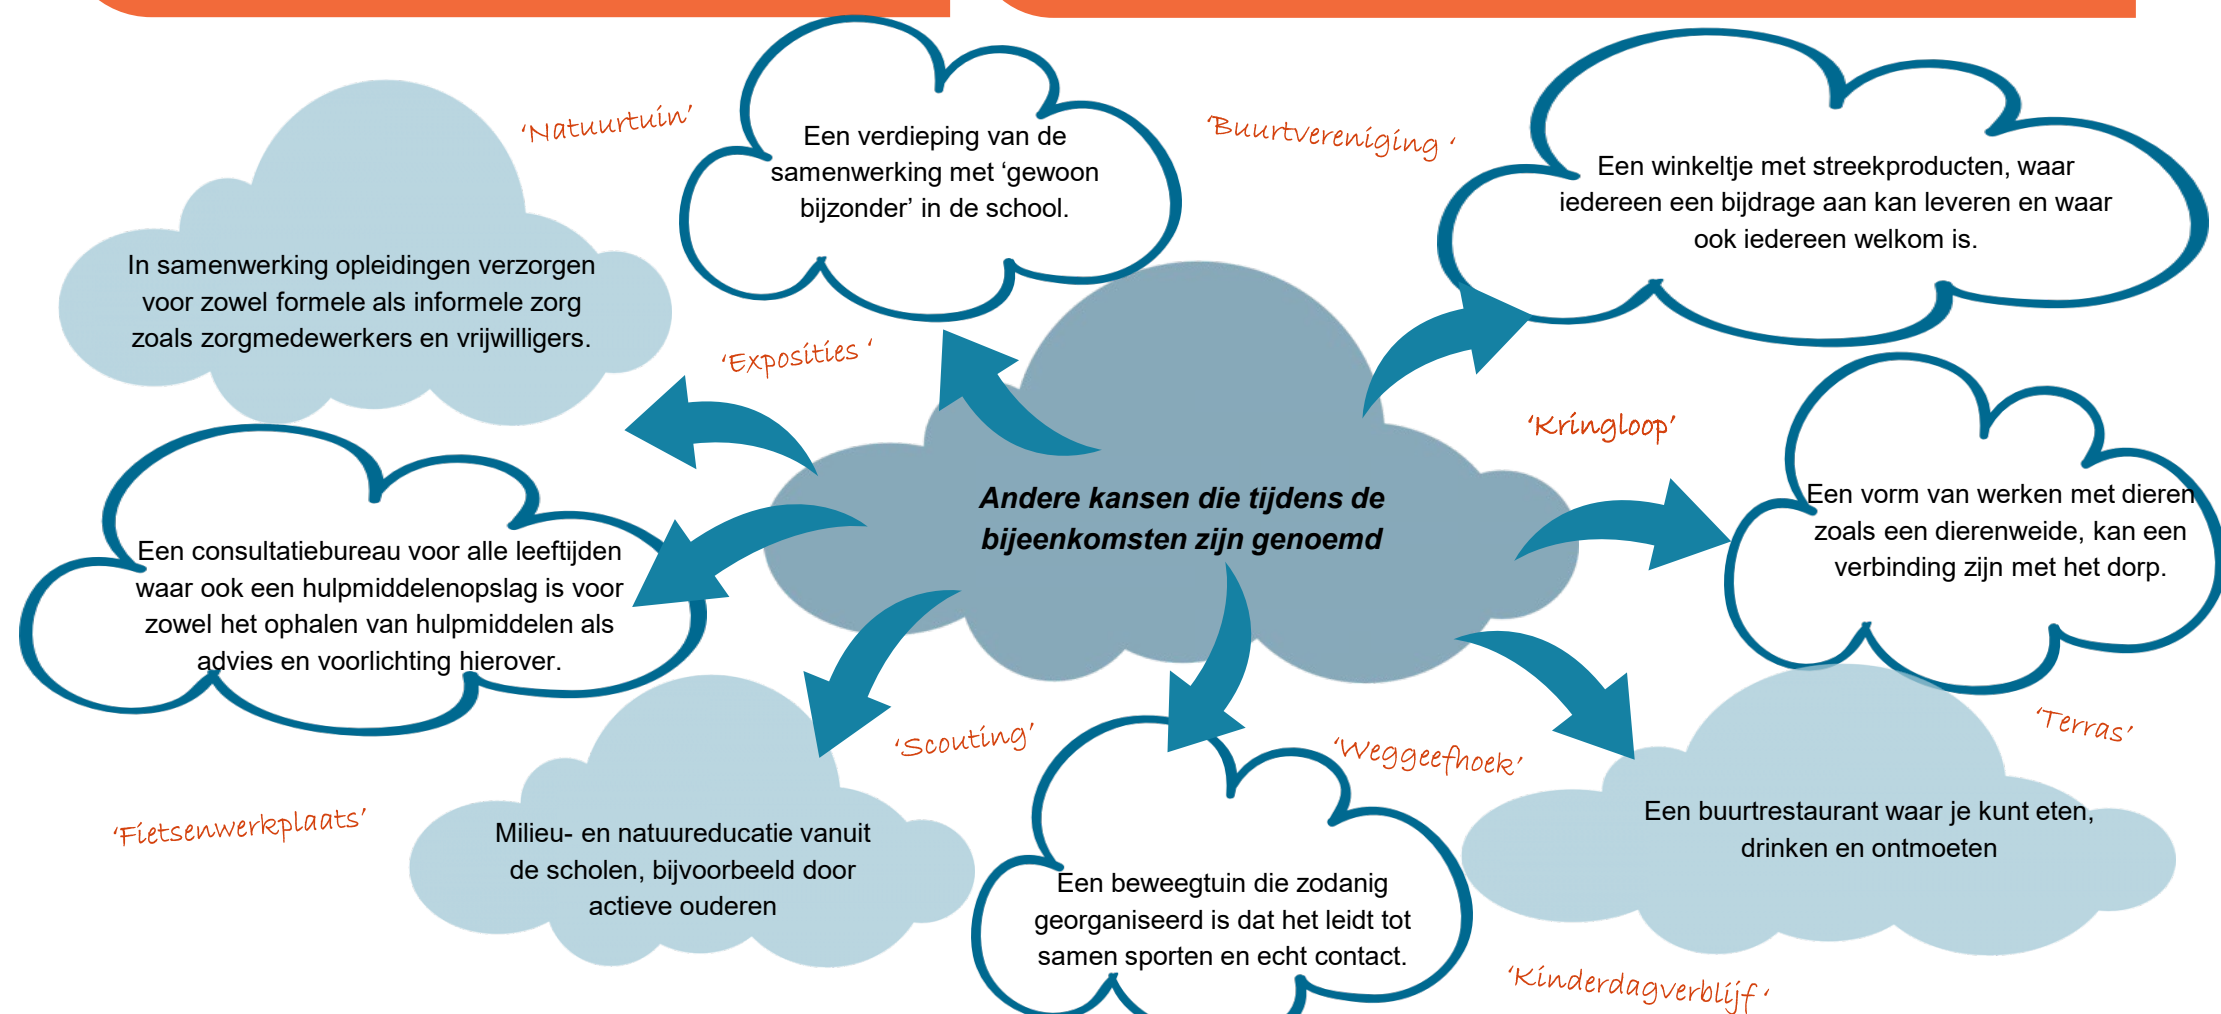 'Natuurtuin'
Een verdieping van de
samenwerking met 'gewoon
bijzonder' in de school.
'Buurtvereniging '
Een winkeltje met streekproducten, waar
iedereen een bijdrage aan kan leveren en waar
ook iedereen welkom is.
In samenwerking opleidingen verzorgen
voor zowel formele als informele zorg
zoals zorgmedewerkers en vrijwilligers.
'Exposities '
'Kringloop'
Andere kansen die tijdens de
bijeenkomsten zijn genoemd
Een vorm van werken met dieren
zoals een dierenweide, kan een
verbinding zijn met het dorp.
Een consultatiebureau voor alle leeftijden
waar ook een hulpmiddelenopslag is voor
zowel het ophalen van hulpmiddelen als
advies en voorlichting hierover.
'Scouting'
'Weggeefhoek'
'Terras'
'Fietsenwerkplaats'
Milieu- en natuureducatie vanuit
de scholen, bijvoorbeeld door
actieve ouderen
Een beweegtuin die zodanig
georganiseerd is dat het leidt tot
samen sporten en echt contact.
Een buurtrestaurant waar je kunt eten,
drinken en ontmoeten
'Kinderdagverblijf '